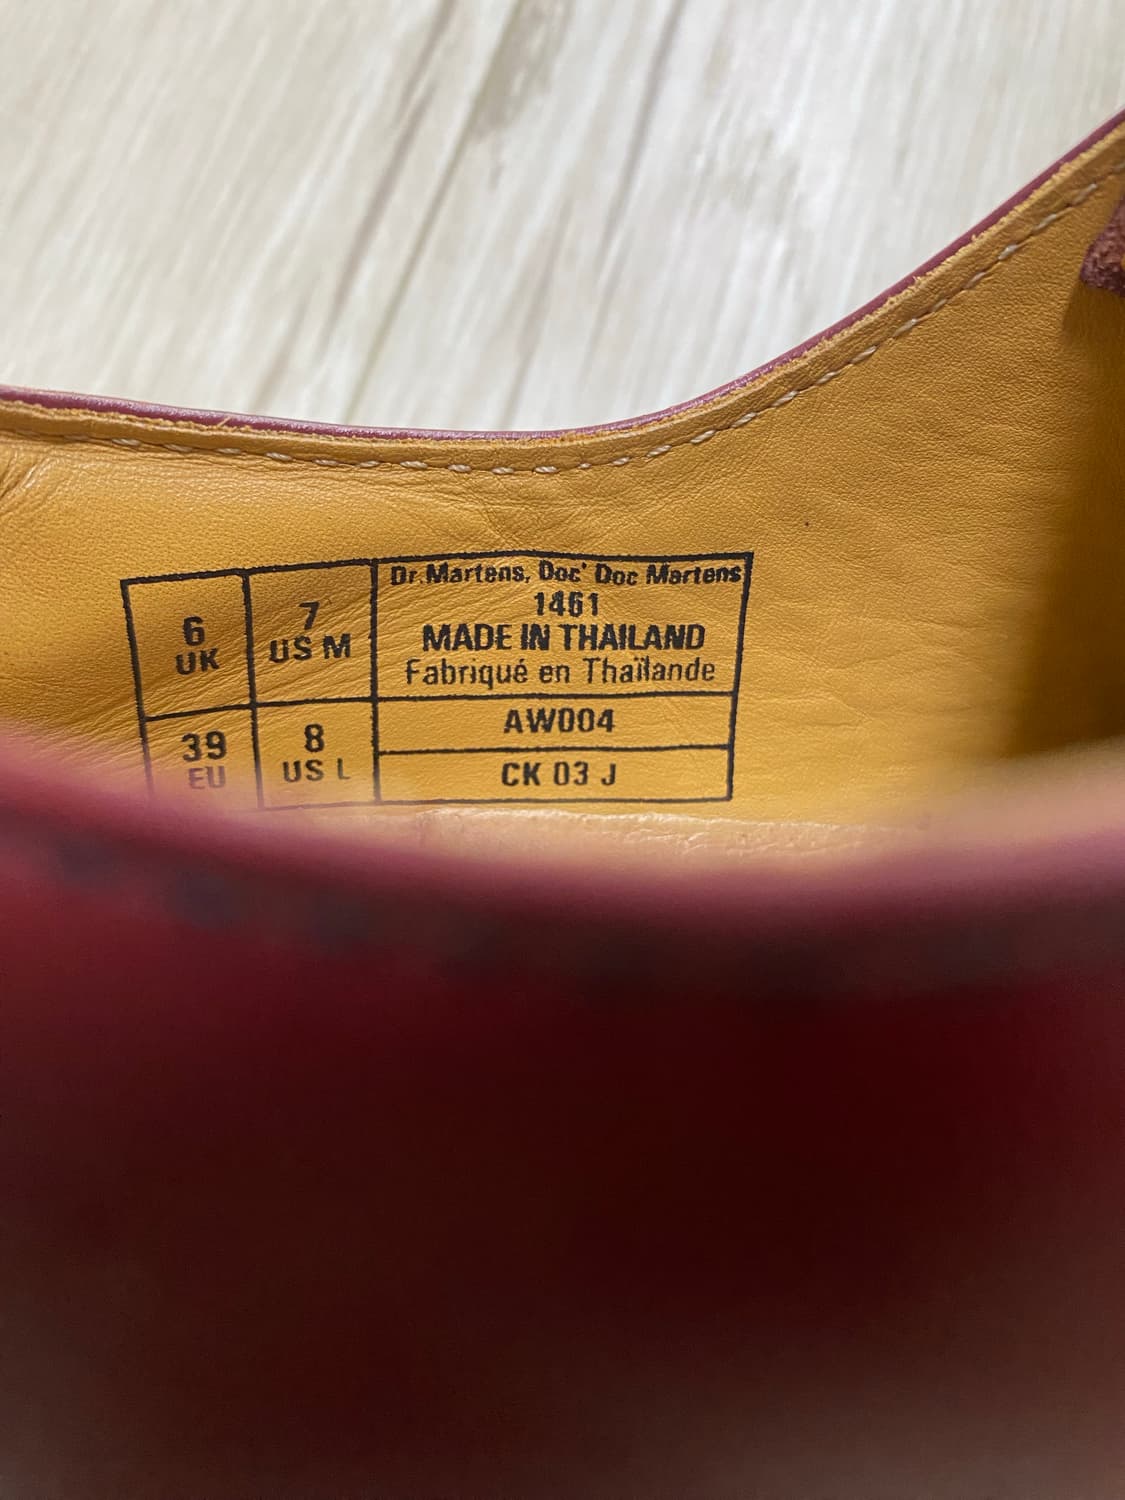 6
UK
7
US M
39
EU
8
US L
Dr.Martens, Doc' Doc Martens
1461
MADE IN THAILAND
Fabriqué en Thaïlande
AW004
CK 03 J